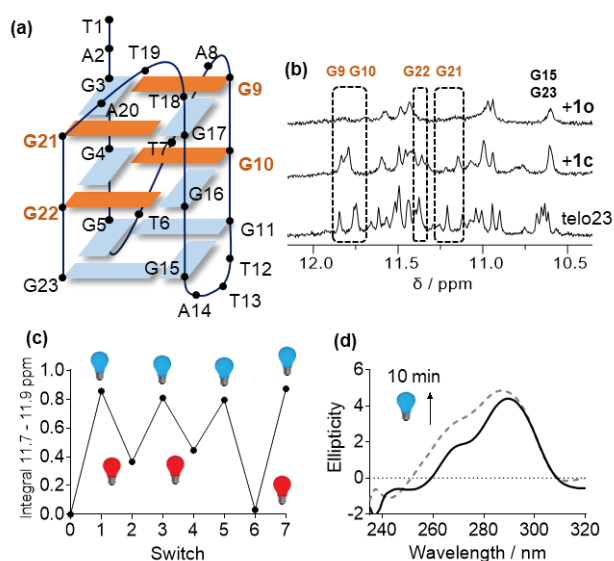 (a)
T1
A2
T19
A8
G3
T18
G9
A20
G21
G17
T7
G4
G10
G22
G16
G5
T6
G11
G23
G15
T12
A14
T13
(b)
G9 G10
G22
G21
G15
G23
+1o
+1c
telo23
12.0
11.5
11.0
10.5
δ / ppm
(c)
Integral 11.7 - 11.9 ppm
1.0
0.8
0.6
0.4
0.2
0.0
0 1 2 3 4 5 6 7
Switch
(d)
10 min
Ellipticity
6
4
2
0
-2
240 260 280 300 320
Wavelength / nm